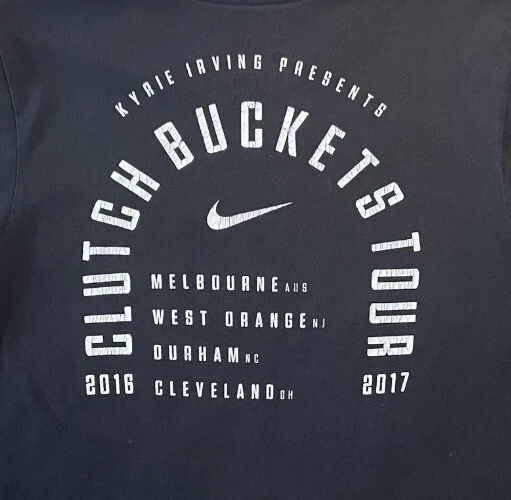 KYRIE IRVING PRESENTS
CLUTCH BUCKETS TOUR
MELBOURNE AUS
WEST ORANGE NJ
DURHAM NC
CLEVELAND OH
2016
2017